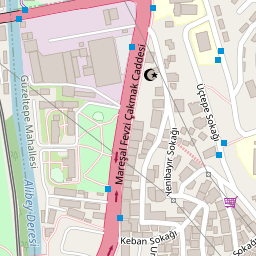 Mareşal Fevzi Çakmak Caddesi
Güzeltepe Mahallesi
Alibey Deresi
Üçtepe Sokağı
Yenibayır Sokağı
Keban Sokağı